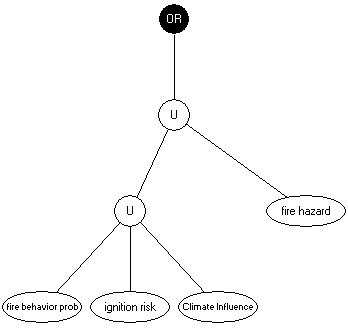 OR
U
U
fire hazard
fire behavior prob
ignition risk
Climate Influence